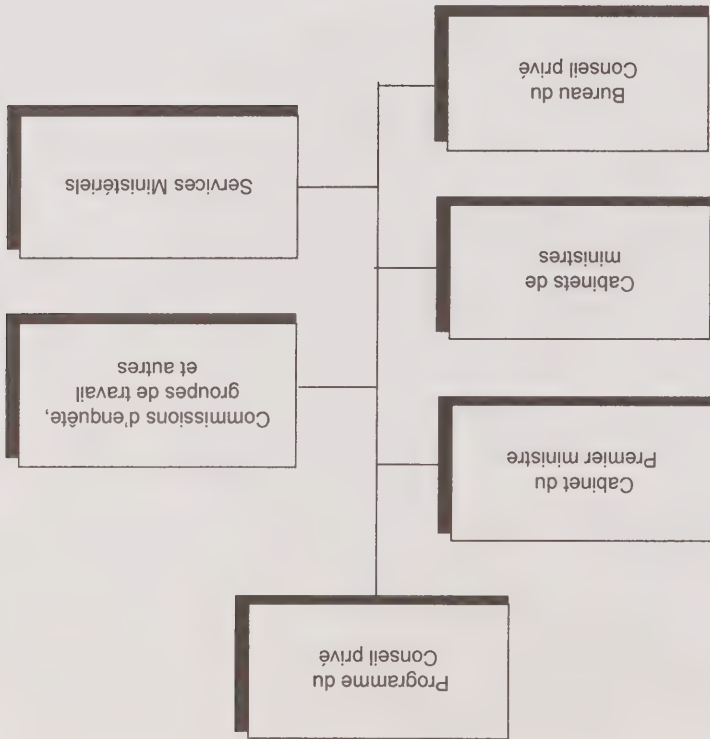 Programme du
Conseil privé
Cabinet du
Premier ministre
Commissions d'enquête,
groupes de travail
et autres
Cabinets de
ministres
Services Ministériels
Bureau du
Conseil privé